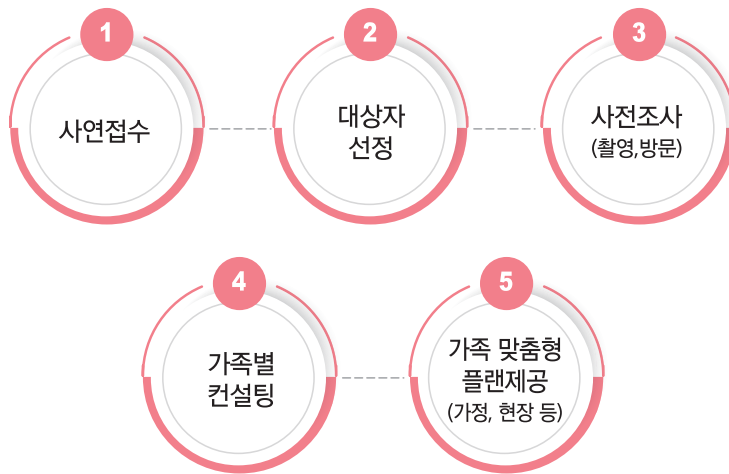 1
사연접수
2
대상자
선정
3
사전조사
(촬영,방문)
4
가족별
컨설팅
5
가족 맞춤형
플랜제공
(가정, 현장 등)